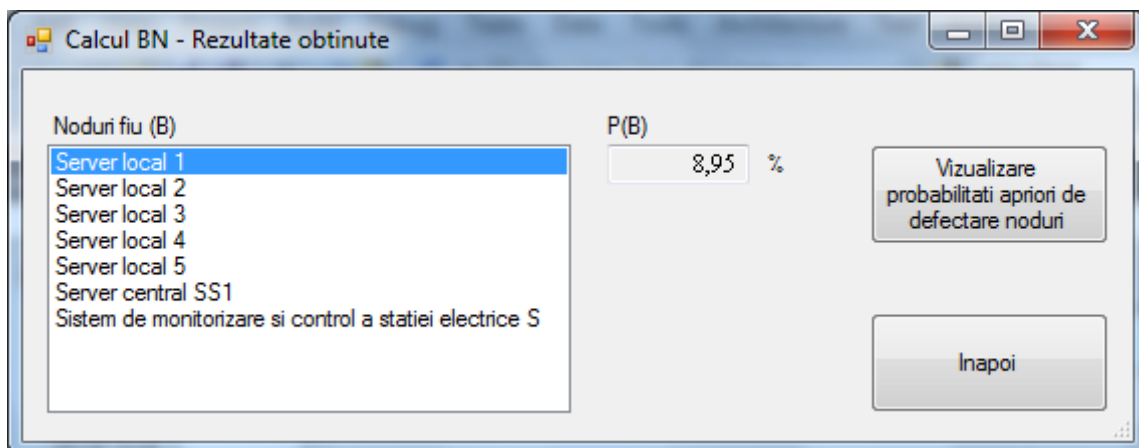 Calcul BN - Rezultate obtinute
Noduri fiu (B)
P(B)
Server local 1
Server local 2
Server local 3
Server local 4
Server local 5
Server central SS1
Sistem de monitorizare si control a statiei electrice S
8,95 %
Vizualizare
probabilitati apriori de
defectare noduri
Inapoi